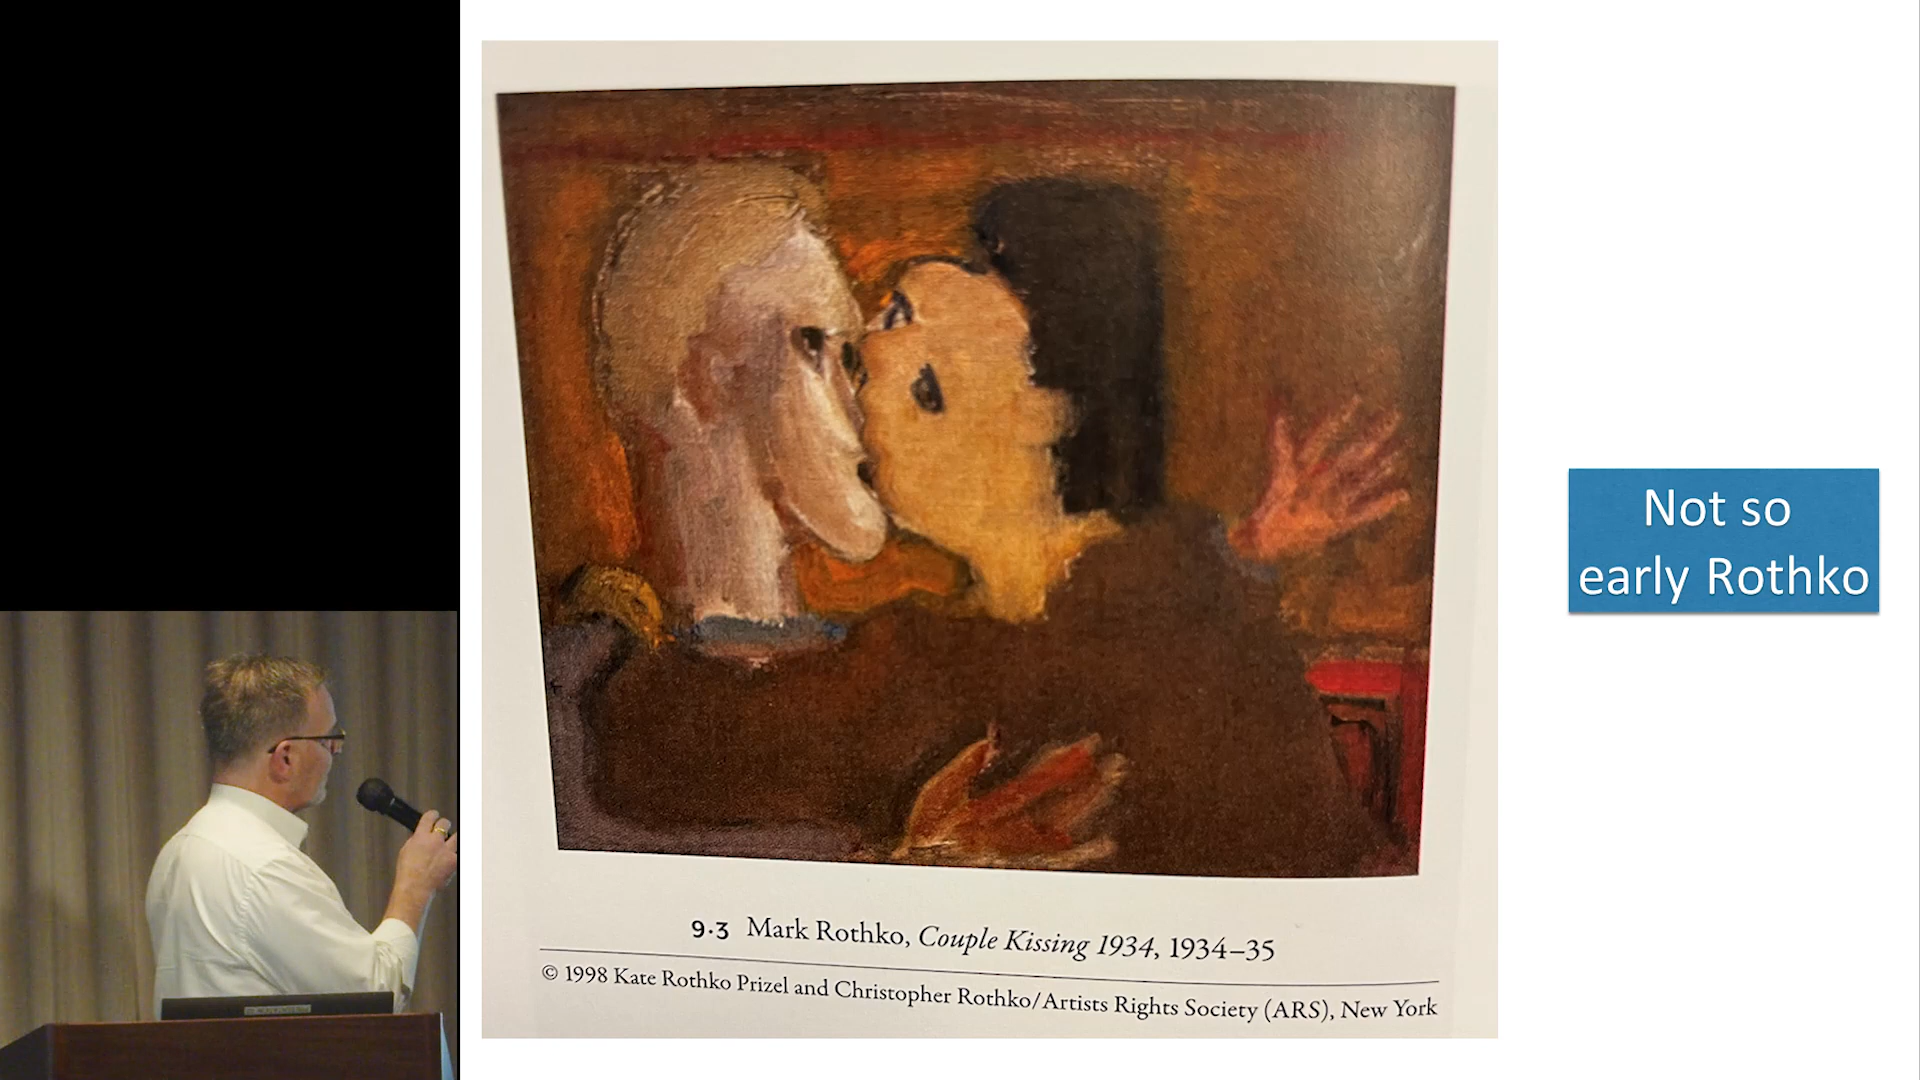 9.3 Mark Rothko, Couple Kissing 1934, 1934–35
© 1998 Kate Rothko Prizel and Christopher Rothko/Artists Rights Society (ARS), New York
Not so
early Rothko